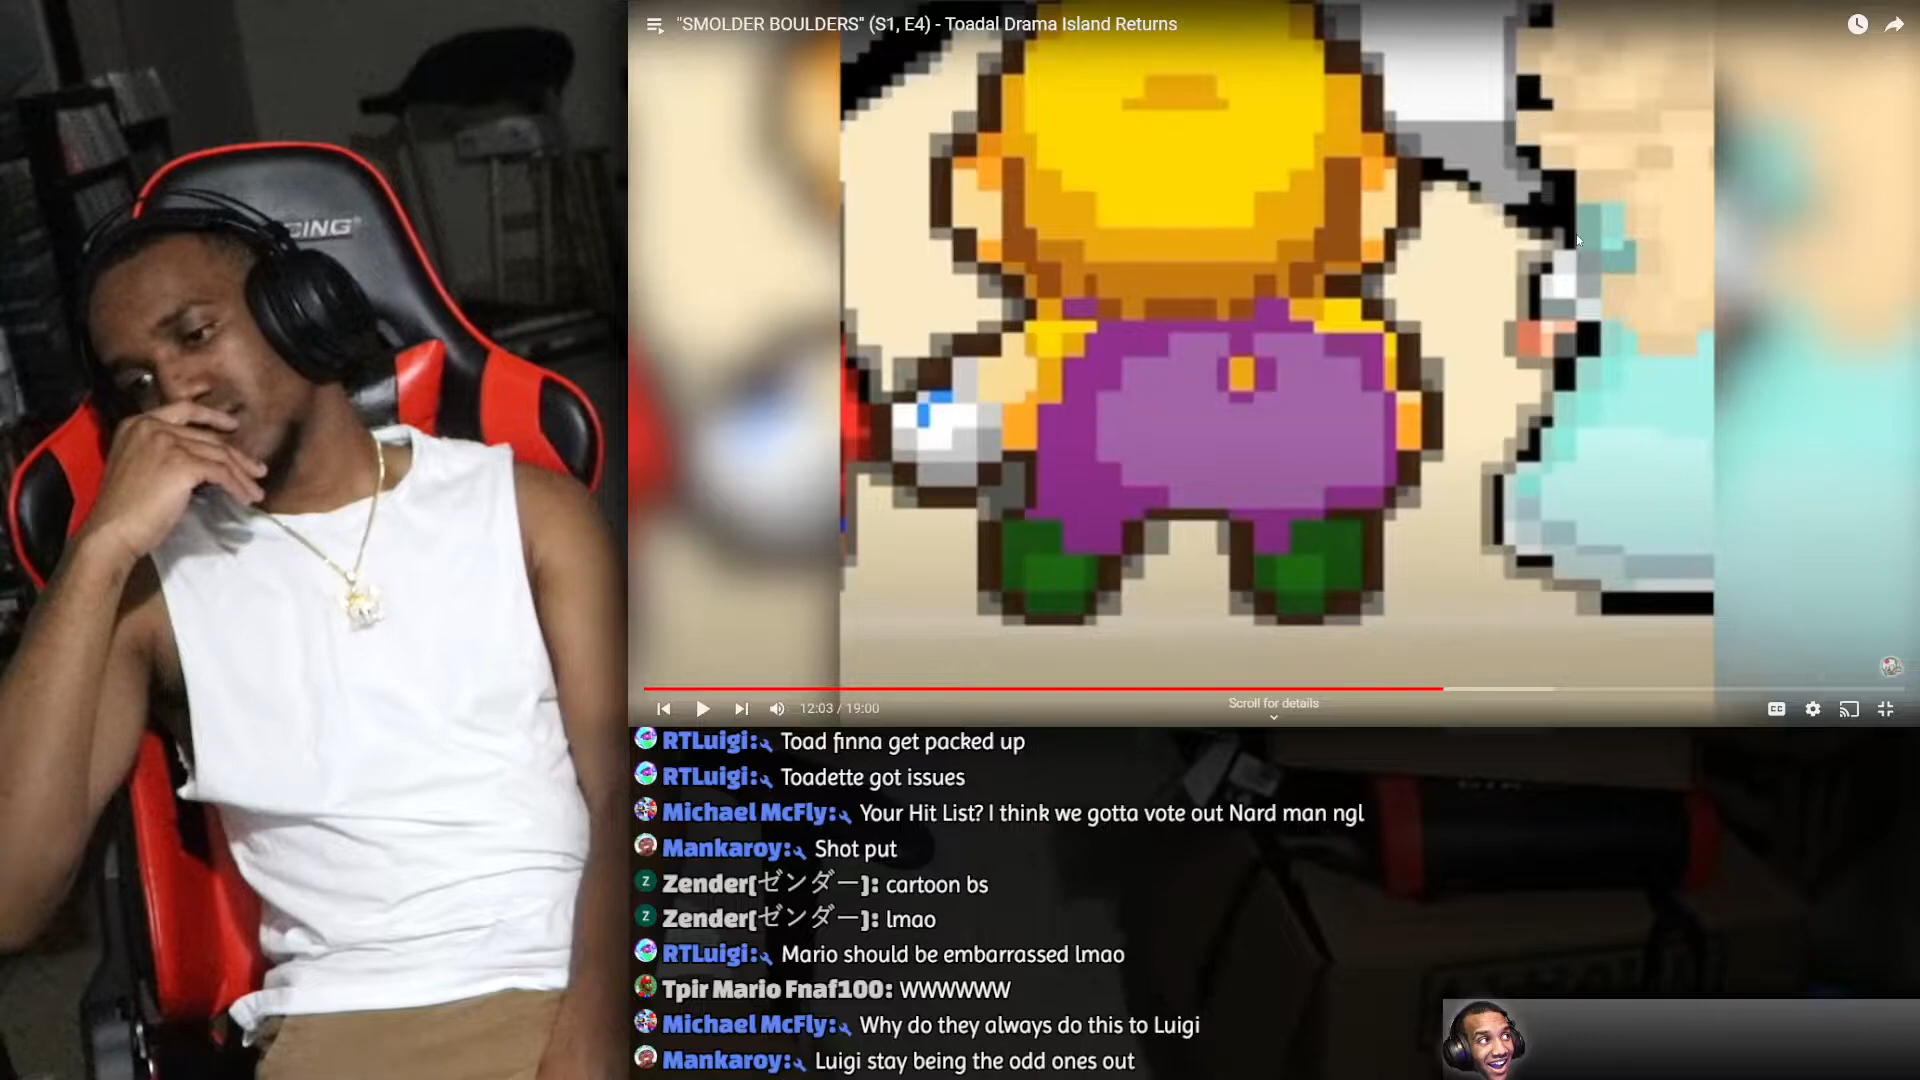 "SMOLDER BOULDERS" (S1, E4) - Toadal Drama Island Returns
CING®
12:03 / 19:00
Scroll for details
CC
RTLuigi: Toad finna get packed up
RTLuigi: Toadette got issues
Michael McFly: Your Hit List? I think we gotta vote out Nard man ngl
Mankaroy: Shot put
Z Zender[ゼンダー]: cartoon bs
Z Zender[ゼンダー]: lmao
RTLuigi: Mario should be embarrassed lmao
Tpir Mario Fnaf100: WWWWWW
Michael McFly: Why do they always do this to Luigi
Mankaroy: Luigi stay being the odd ones out